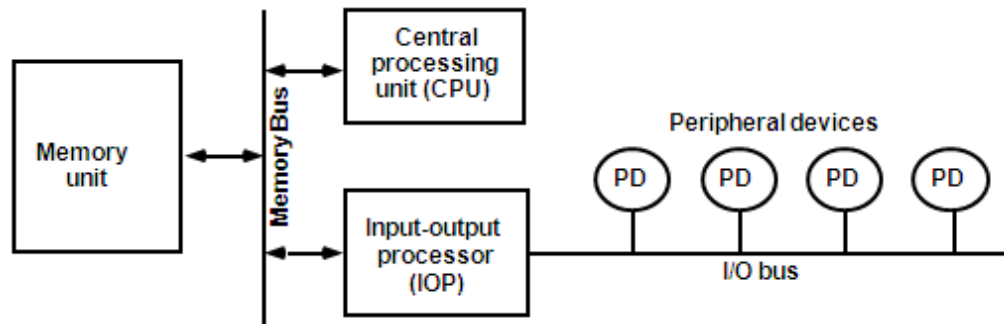 Memory
unit
Memory Bus
Central
processing
unit (CPU)
Input-output
processor
(IOP)
Peripheral devices
PD
PD
PD
PD
I/O bus